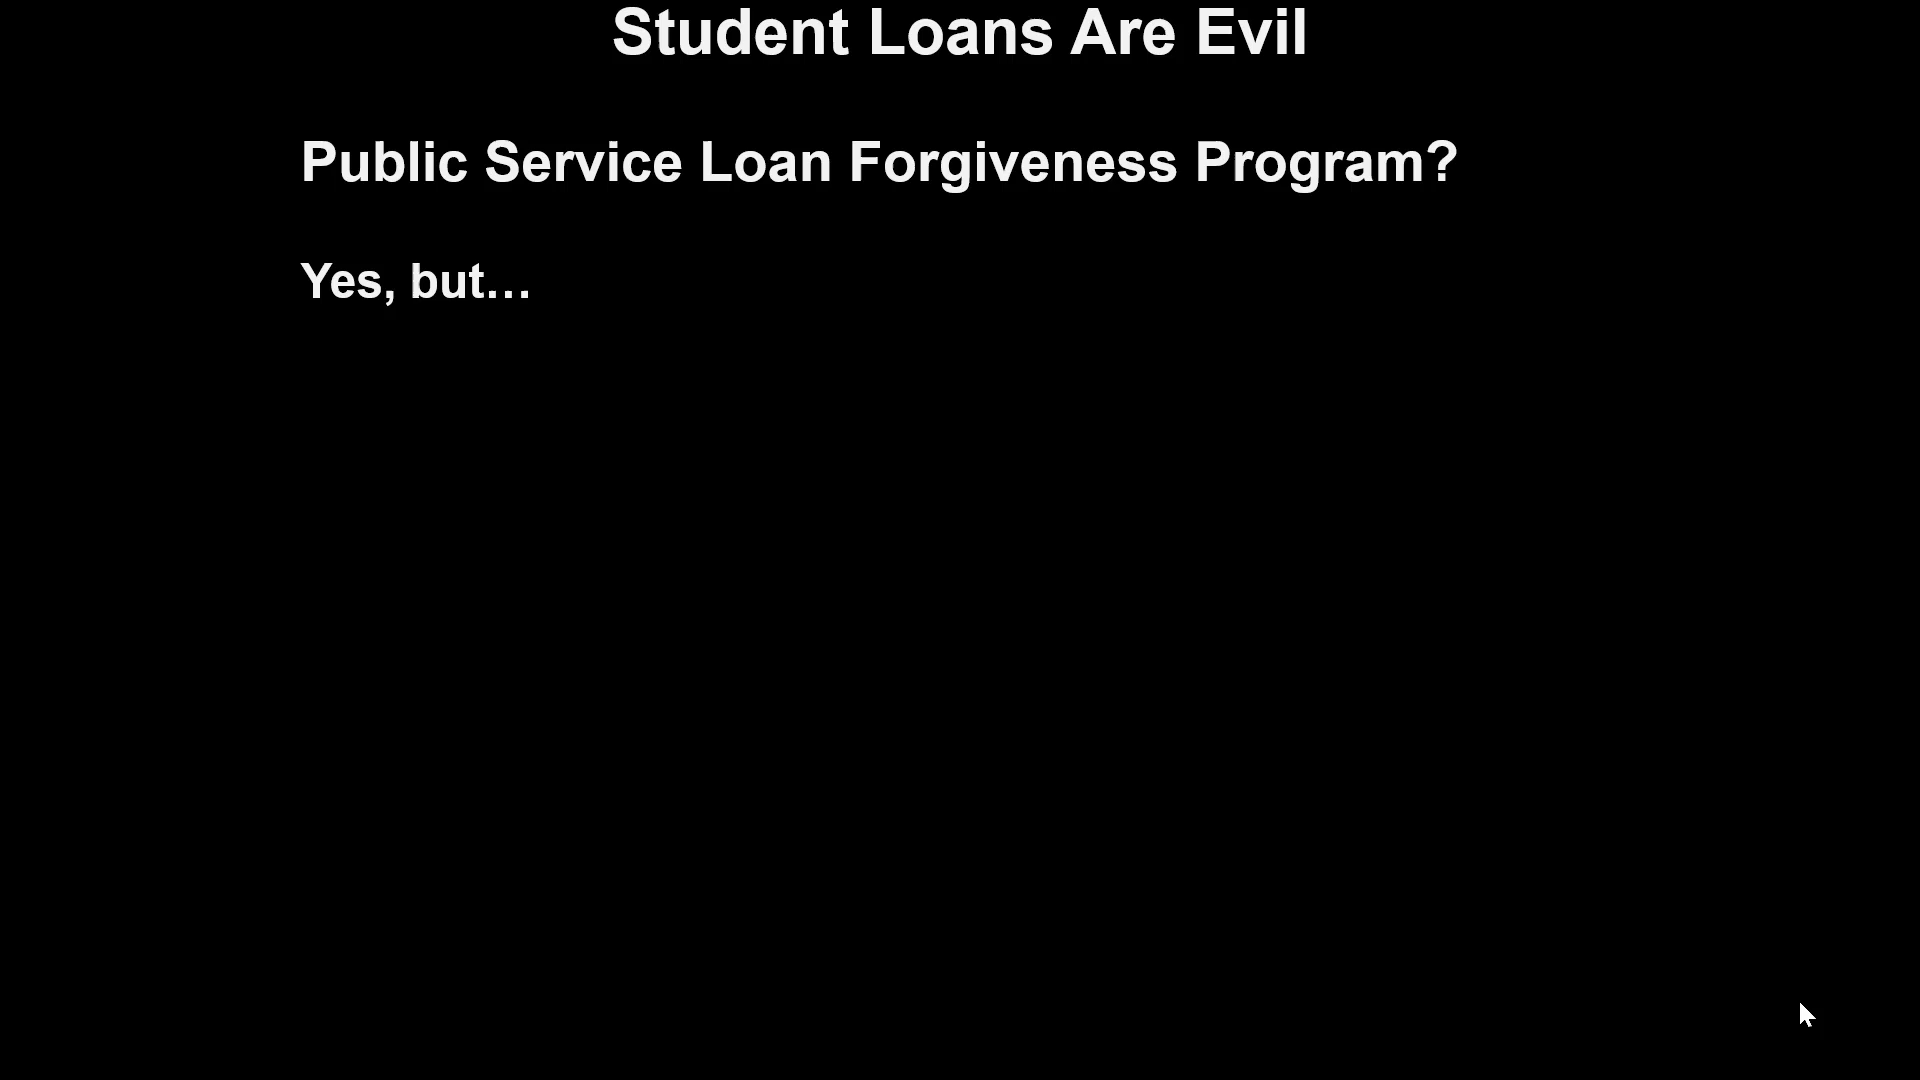 Student Loans Are Evil
Public Service Loan Forgiveness Program?
Yes, but…